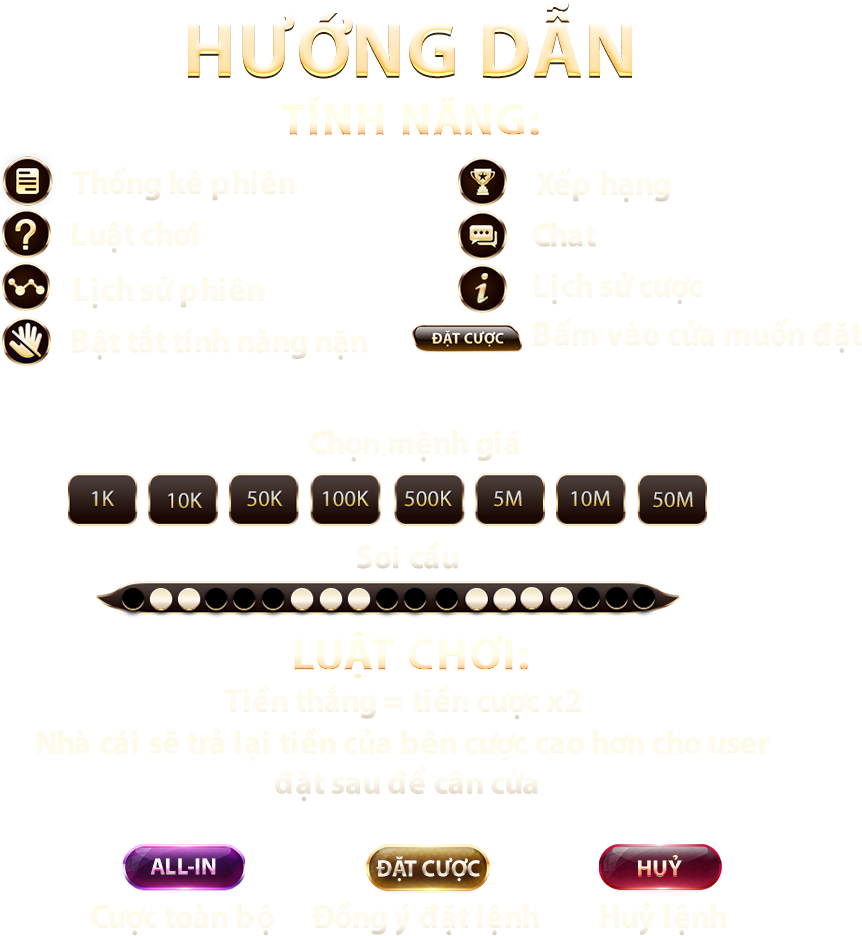 HƯỚNG DẪN
TÍNH NĂNG:
Thống kê phiên
Xếp hạng
Luật chơi
Chat
Lịch sử phiên
Lịch sử cược
Bật tắt tính năng nặn
ĐẶT CƯỢC Bấm vào cửa muốn đặt
Chọn mệnh giá
1K 10K 50K 100K 500K 5M 10M 50M
Soi cầu
LUẬT CHƠI:
Tiền thắng = tiền cược x2
Nhà cái sẽ trả lại tiền của bên cược cao hơn cho user
đặt sau để cân cửa
ALL-IN ĐẶT CƯỢC HUỶ
Cược toàn bộ Đồng ý đặt lệnh Huỷ lệnh